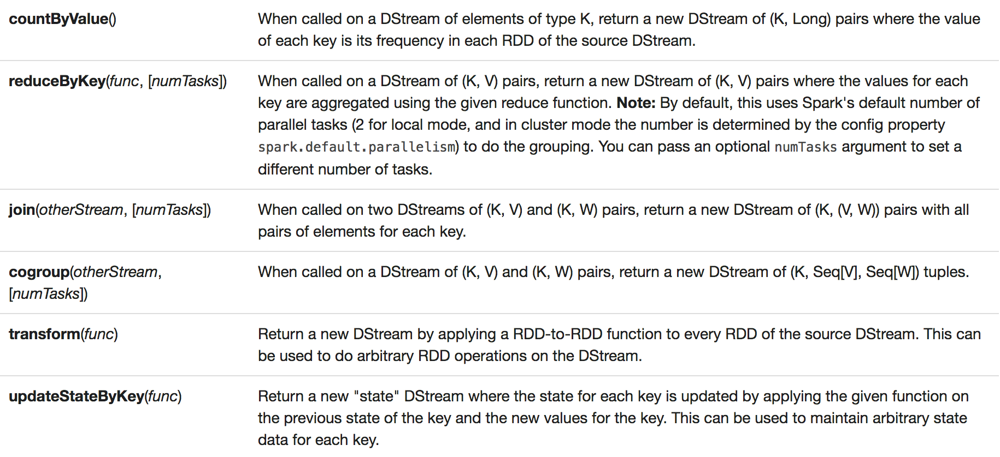 countByValue()
When called on a DStream of elements of type K, return a new DStream of (K, Long) pairs where the value
of each key is its frequency in each RDD of the source DStream.
reduceByKey(func, [numTasks])
When called on a DStream of (K, V) pairs, return a new DStream of (K, V) pairs where the values for each
key are aggregated using the given reduce function. Note: By default, this uses Spark's default number of
parallel tasks (2 for local mode, and in cluster mode the number is determined by the config property
spark.default.parallelism) to do the grouping. You can pass an optional numTasks argument to set a
different number of tasks.
join(otherStream, [numTasks])
When called on two DStreams of (K, V) and (K, W) pairs, return a new DStream of (K, (V, W)) pairs with all
pairs of elements for each key.
cogroup(otherStream,
[numTasks])
When called on a DStream of (K, V) and (K, W) pairs, return a new DStream of (K, Seq[V], Seq[W]) tuples.
transform(func)
Return a new DStream by applying a RDD-to-RDD function to every RDD of the source DStream. This can
be used to do arbitrary RDD operations on the DStream.
updateStateByKey(func)
Return a new "state" DStream where the state for each key is updated by applying the given function on
the previous state of the key and the new values for the key. This can be used to maintain arbitrary state
data for each key.